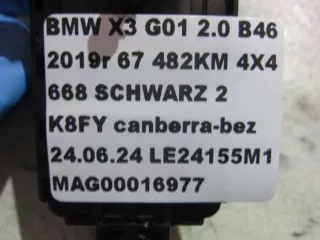 BMW X3 G01 2.0 B46
2019r 67 482KM 4X4
668 SCHWARZ 2
K8FY canberra-bez
24.06.24 LE24155M1
MAG00016977